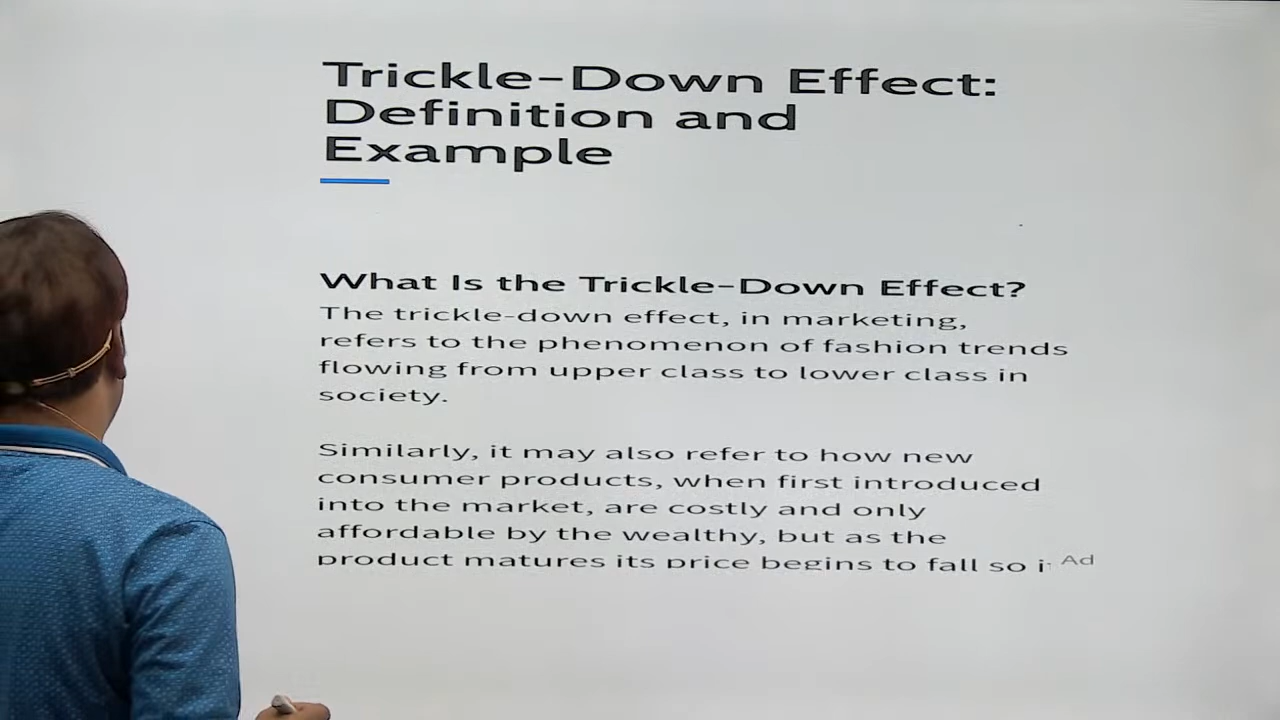 Trickle-Down Effect:
Definition and
Example
What Is the Trickle-Down Effect?
The trickle-down effect, in marketing,
refers to the phenomenon of fashion trends
flowing from upper class to lower class in
society.
Similarly, it may also refer to how new
consumer products, when first introduced
into the market, are costly and only
affordable by the wealthy, but as the
product matures its price begins to fall so
Ad